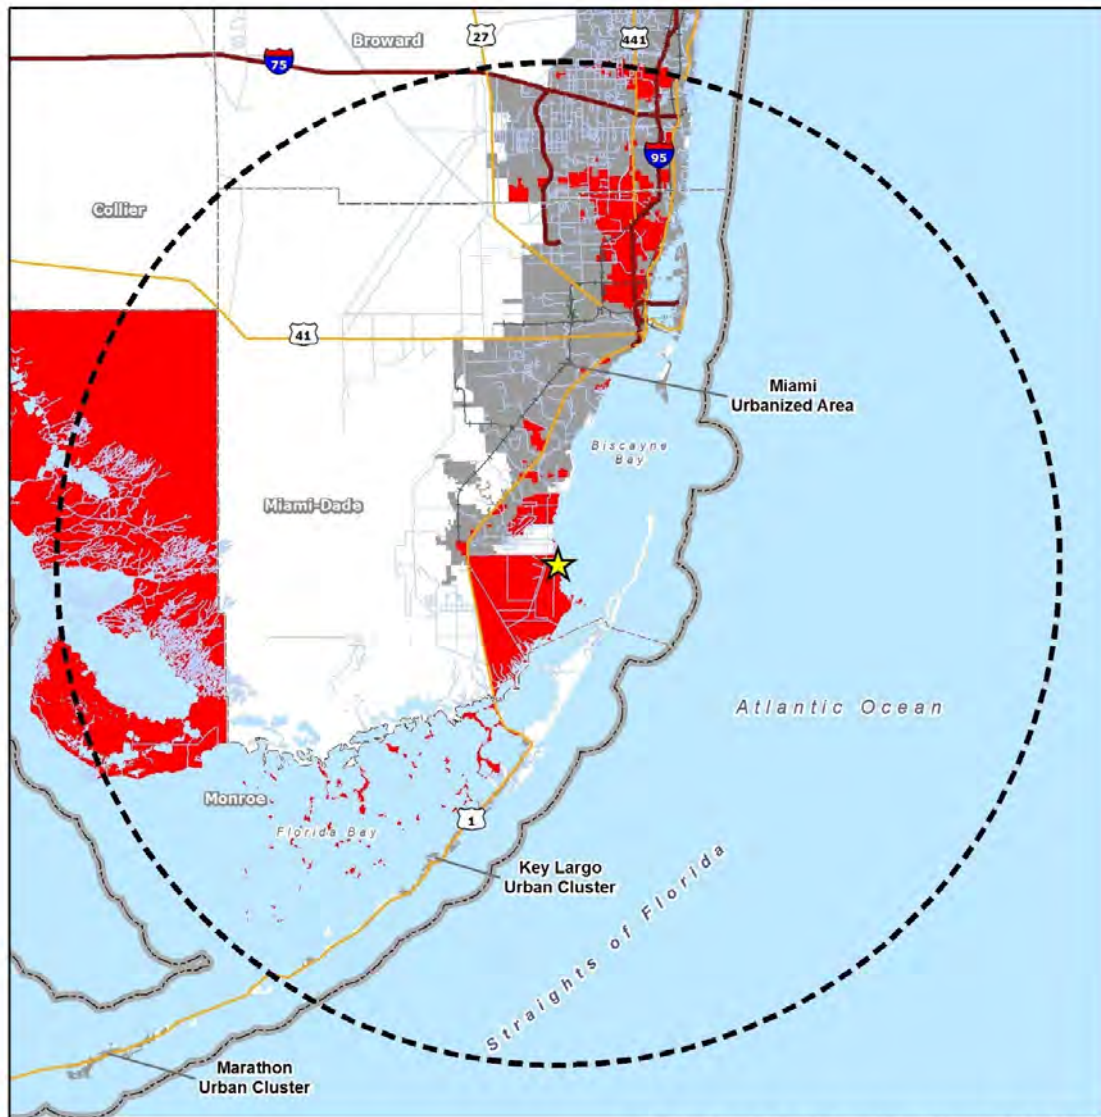 Broward
27
441
75
95
Collier
41
Miami
Urbanized Area
Biscayne
Bay
Miami-Dade
Atlantic Ocean
Monroe
Florida Bay
1
Key Largo
Urban Cluster
Straights of Florida
Marathon
Urban Cluster